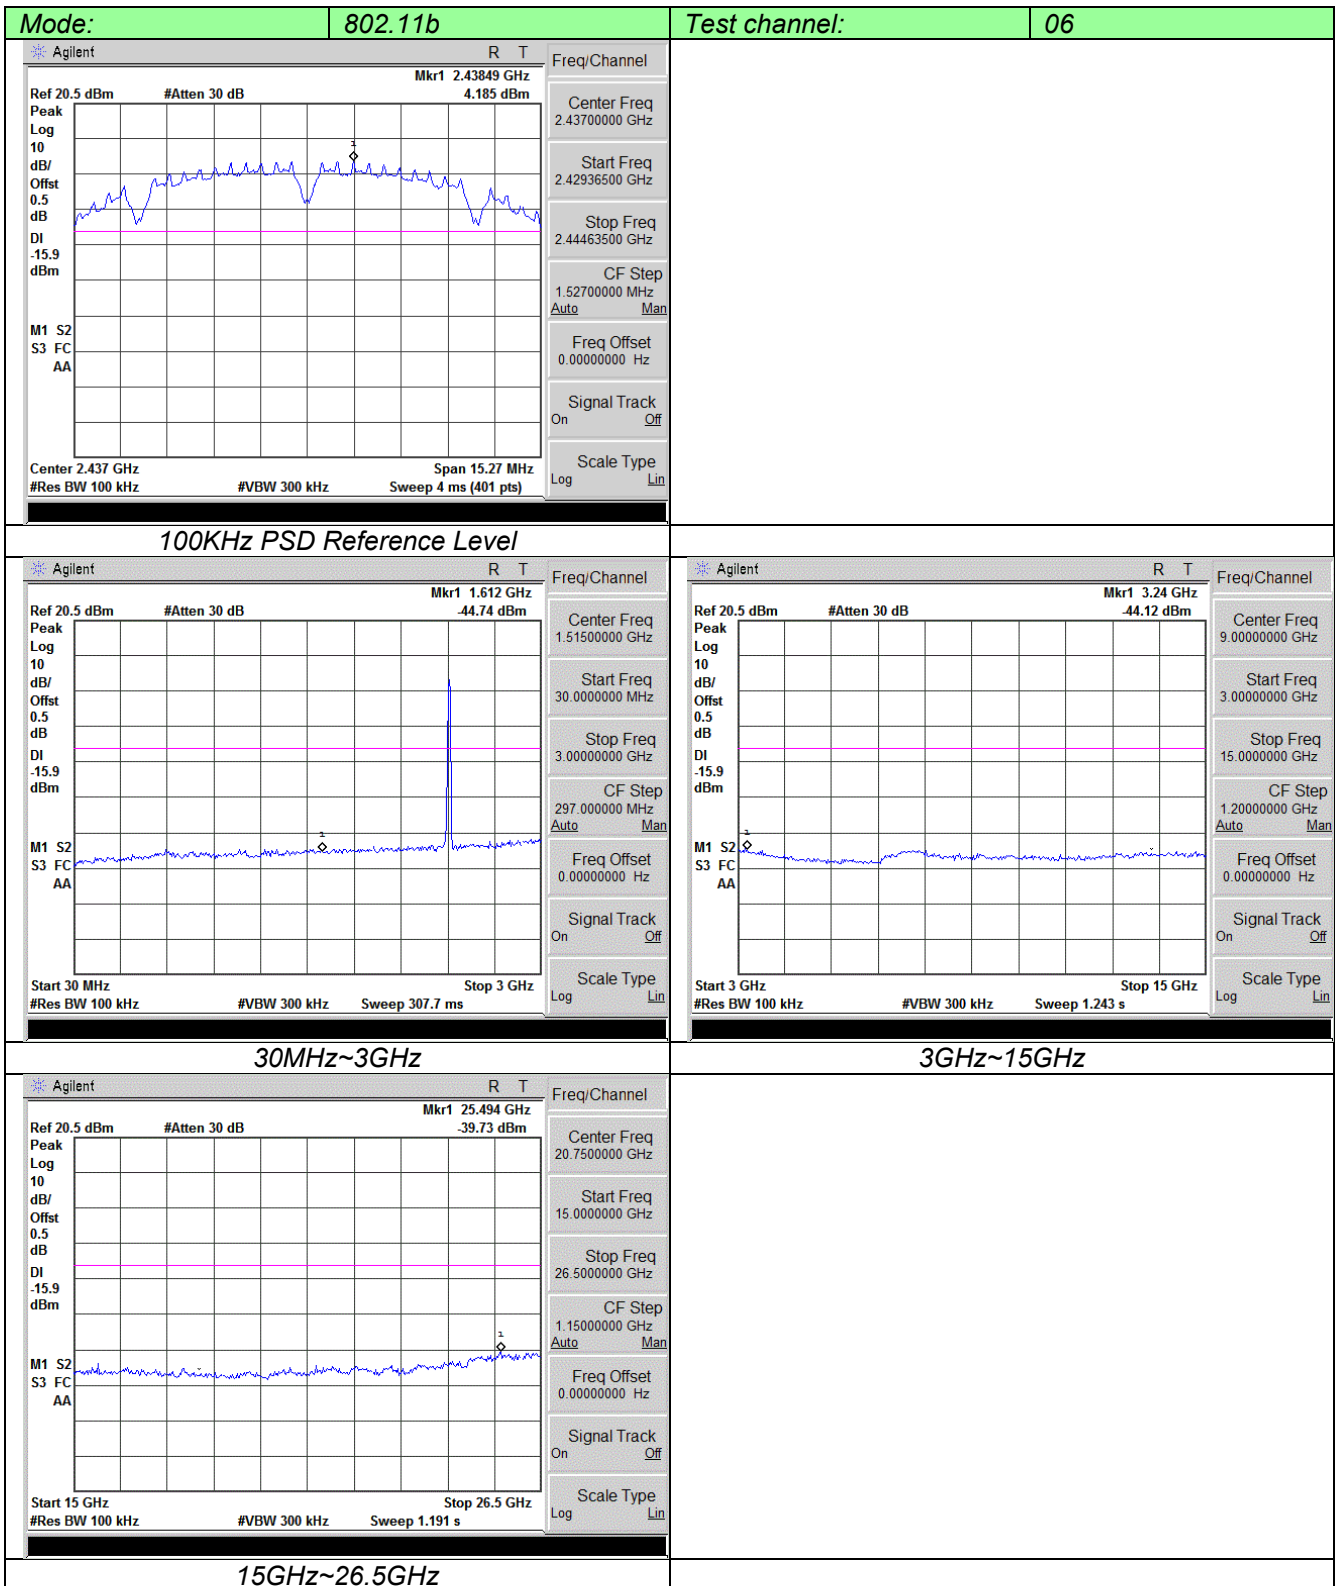 Mode: 802.11b Test channel: 06
Agilent R T
Mkr1 2.43849 GHz
Ref 20.5 dBm #Atten 30 dB 4.185 dBm
Peak
Log
10
dB/
Offst
0.5
dB
DI
-15.9
dBm
M1 S2
S3 FC
AA
1
Center 2.437 GHz Span 15.27 MHz
#Res BW 100 kHz #VBW 300 kHz Sweep 4 ms (401 pts)
Freq/Channel
Center Freq
2.43700000 GHz
Start Freq
2.42936500 GHz
Stop Freq
2.44463500 GHz
CF Step
1.52700000 MHz
Auto Man
Freq Offset
0.00000000 Hz
Signal Track
On Off
Scale Type
Log Lin
100KHz PSD Reference Level
Agilent R T
Mkr1 1.612 GHz
Ref 20.5 dBm #Atten 30 dB -44.74 dBm
Peak
Log
10
dB/
Offst
0.5
dB
DI
-15.9
dBm
M1 S2
S3 FC
AA
1
Start 30 MHz Stop 3 GHz
#Res BW 100 kHz #VBW 300 kHz Sweep 307.7 ms
Freq/Channel
Center Freq
1.51500000 GHz
Start Freq
30.0000000 MHz
Stop Freq
3.00000000 GHz
CF Step
297.000000 MHz
Auto Man
Freq Offset
0.00000000 Hz
Signal Track
On Off
Scale Type
Log Lin
30MHz~3GHz
Agilent R T
Mkr1 3.24 GHz
Ref 20.5 dBm #Atten 30 dB -44.12 dBm
Peak
Log
10
dB/
Offst
0.5
dB
DI
-15.9
dBm
M1 S2
S3 FC
AA
1
Start 3 GHz Stop 15 GHz
#Res BW 100 kHz #VBW 300 kHz Sweep 1.243 s
Freq/Channel
Center Freq
9.00000000 GHz
Start Freq
3.00000000 GHz
Stop Freq
15.0000000 GHz
CF Step
1.20000000 GHz
Auto Man
Freq Offset
0.00000000 Hz
Signal Track
On Off
Scale Type
Log Lin
3GHz~15GHz
Agilent R T
Mkr1 25.494 GHz
Ref 20.5 dBm #Atten 30 dB -39.73 dBm
Peak
Log
10
dB/
Offst
0.5
dB
DI
-15.9
dBm
M1 S2
S3 FC
AA
1
Start 15 GHz Stop 26.5 GHz
#Res BW 100 kHz #VBW 300 kHz Sweep 1.191 s
Freq/Channel
Center Freq
20.7500000 GHz
Start Freq
15.0000000 GHz
Stop Freq
26.5000000 GHz
CF Step
1.15000000 GHz
Auto Man
Freq Offset
0.00000000 Hz
Signal Track
On Off
Scale Type
Log Lin
15GHz~26.5GHz